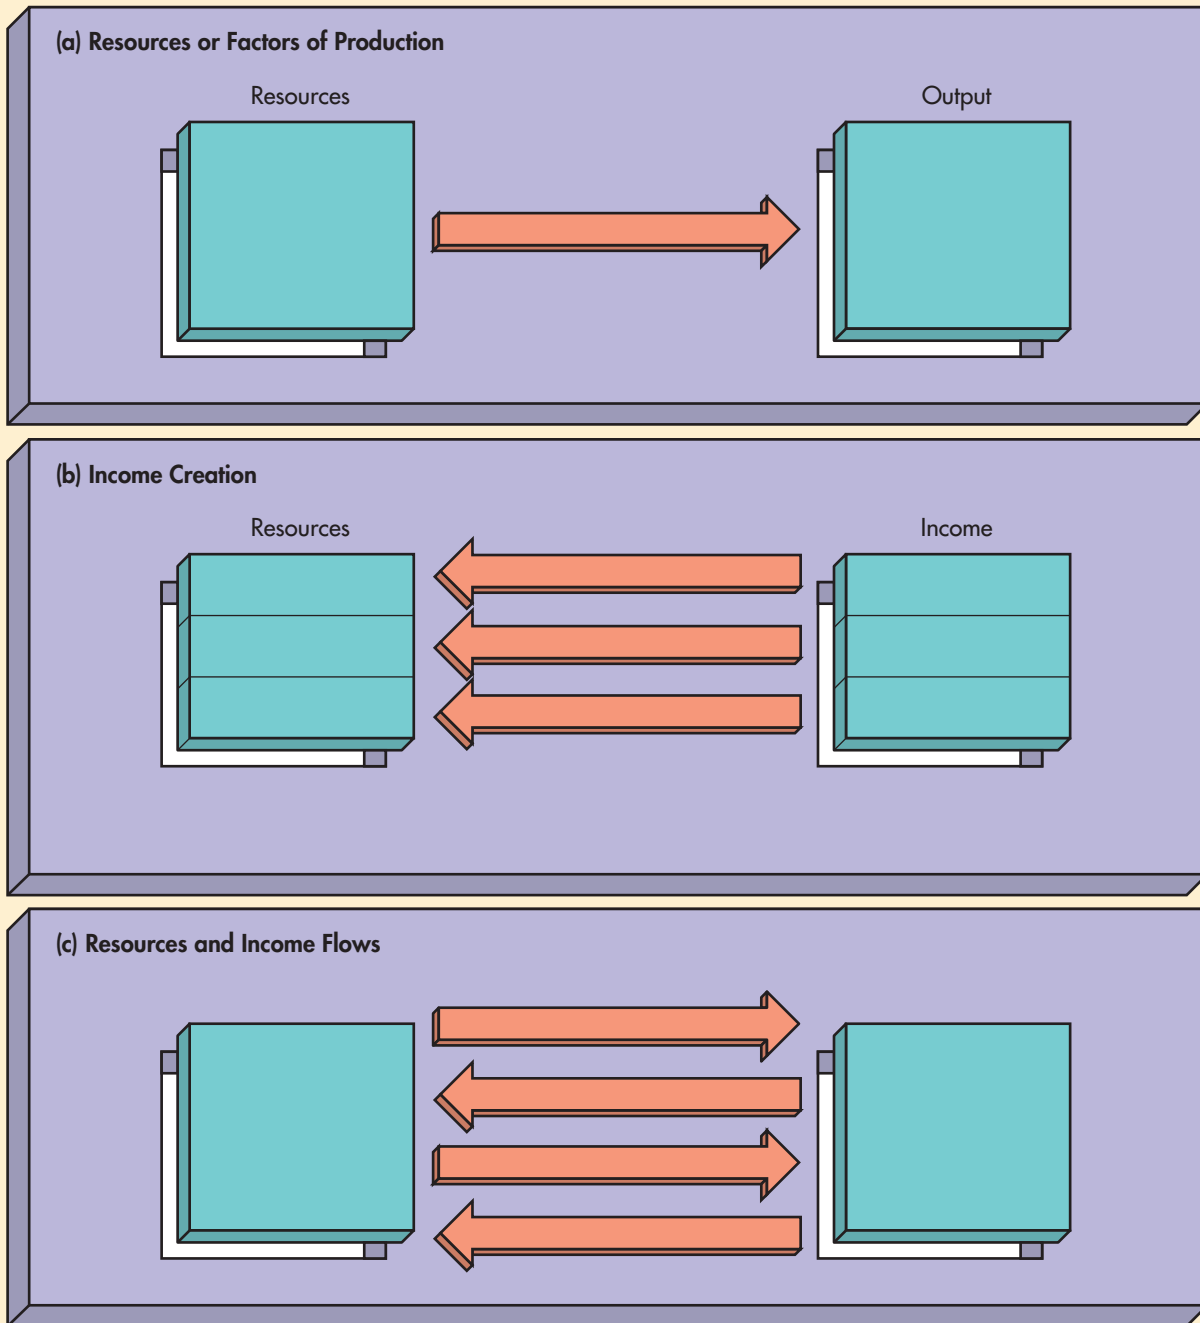 (a) Resources or Factors of Production
Resources
Output
(b) Income Creation
Resources
Income
(c) Resources and Income Flows